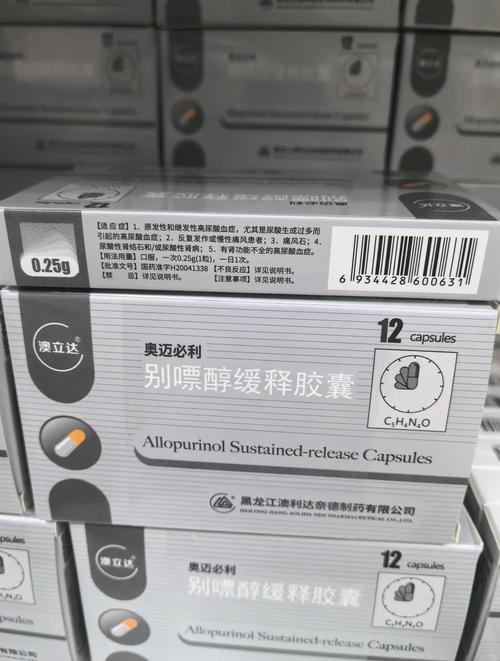 12 capsules
0.25g
【适应症】1. 原发性和继发性高尿酸血症，尤其是尿酸生成过多而
引起的高尿酸血症；2. 反复发作或慢性痛风患者；3. 痛风石；4.
尿酸性肾结石和/或尿酸性肾病；5. 有肾功能不全的高尿酸血症。
【用法用量】口服，一次0.25g(1粒)，一日1次。
【批准文号】国药准字H20041338 【不良反应】详见说明书。
【禁 忌】详见说明书。 【注意事项】详见说明书。
6 934428 600631
澳立达
12 capsules
奥迈必利
别嘌醇缓释胶囊
C5H4N4O
Allopurinol Sustained-release Capsules
黑龙江澳利达奈德制药有限公司
HEILONG JIANG AOLIDA NED PHARMACEUTICAL CO.,LTD.
澳立达
12 capsules
奥迈必利
别嘌醇缓释胶囊
C5H4N4O
Allopurinol Sustained-release Capsules